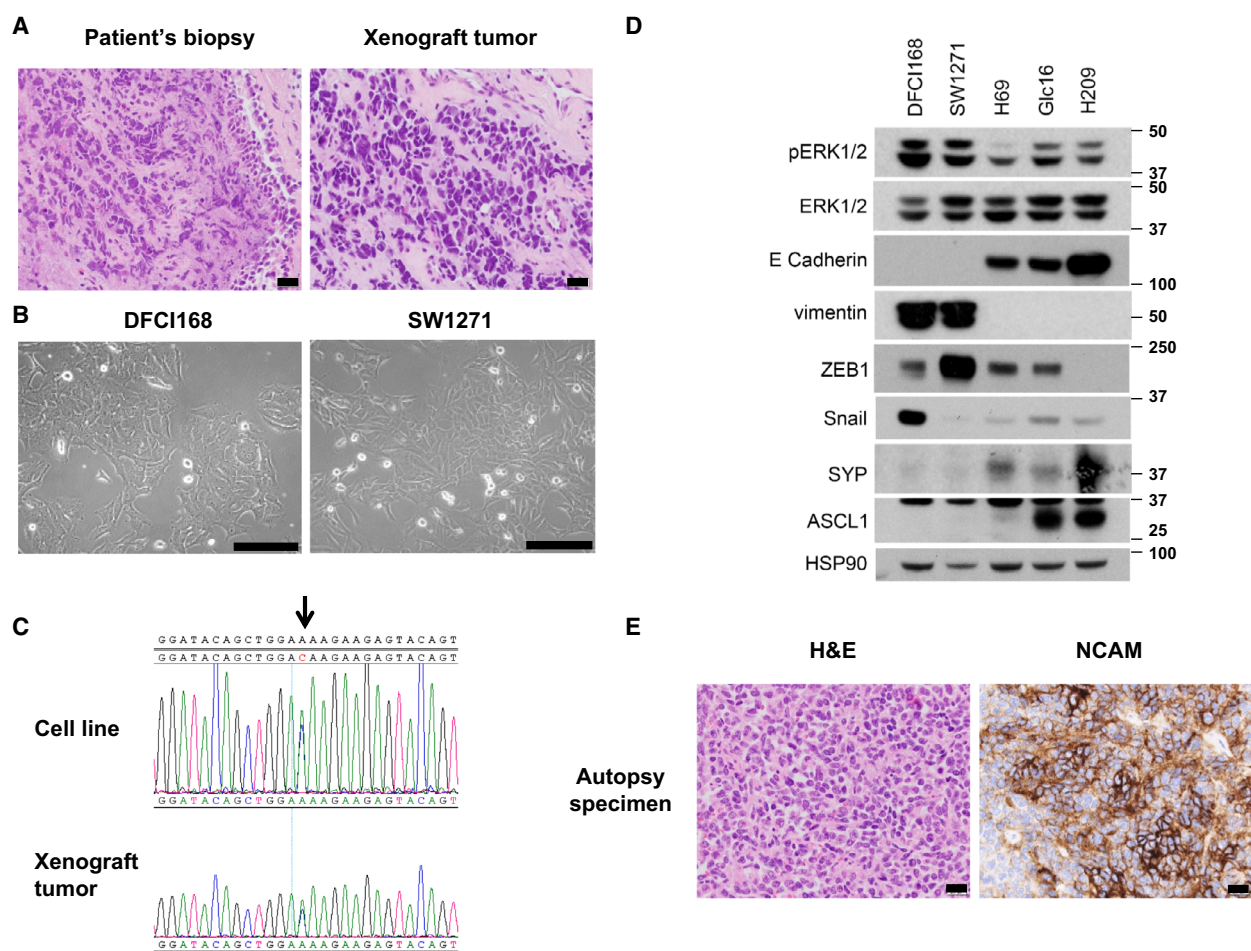 A
Patient's biopsy
Xenograft tumor
B
DFCI168
SW1271
C
GGATACAGCTGGAAAAGAAGAGTACAGT
GGATACAGCTGGACAAGAAGAGTACAGT
Cell line
GGATACAGCTGGAAAAGAAGAGTACAGT
Xenograft
tumor
GGATACAGCTGGAAAAGAAGAGTACAGT
D
DFCI168
SW1271
H69
Glc16
H209
pERK1/2
50
37
ERK1/2
50
37
E Cadherin
100
vimentin
50
ZEB1
250
37
Snail
SYP
37
ASCL1
37
25
HSP90
100
E
H&E
NCAM
Autopsy
specimen